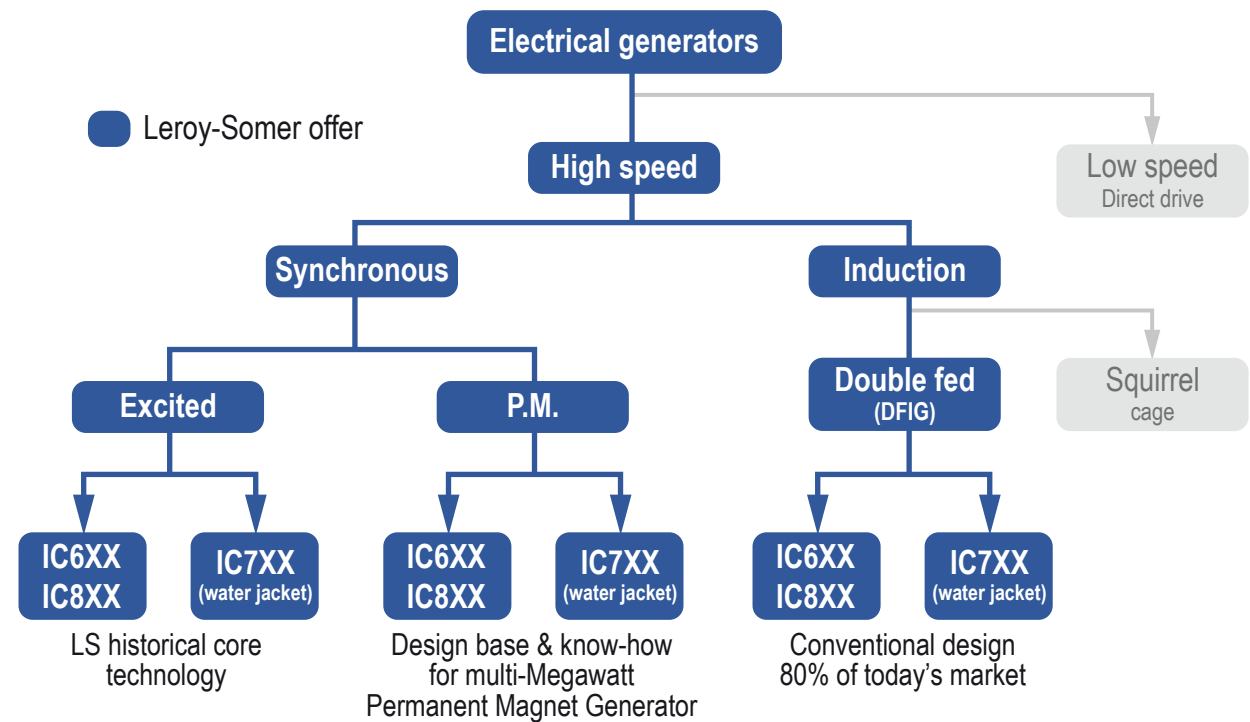 Electrical generators
Leroy-Somer offer
High speed
Low speed
Direct drive
Synchronous
Induction
Excited
P.M.
Double fed
(DFIG)
Squirrel
cage
IC6XX
IC8XX
IC7XX
(water jacket)
IC6XX
IC8XX
IC7XX
(water jacket)
IC6XX
IC8XX
IC7XX
(water jacket)
LS historical core
technology
Design base & know-how
for multi-Megawatt
Permanent Magnet Generator
Conventional design
80% of today's market